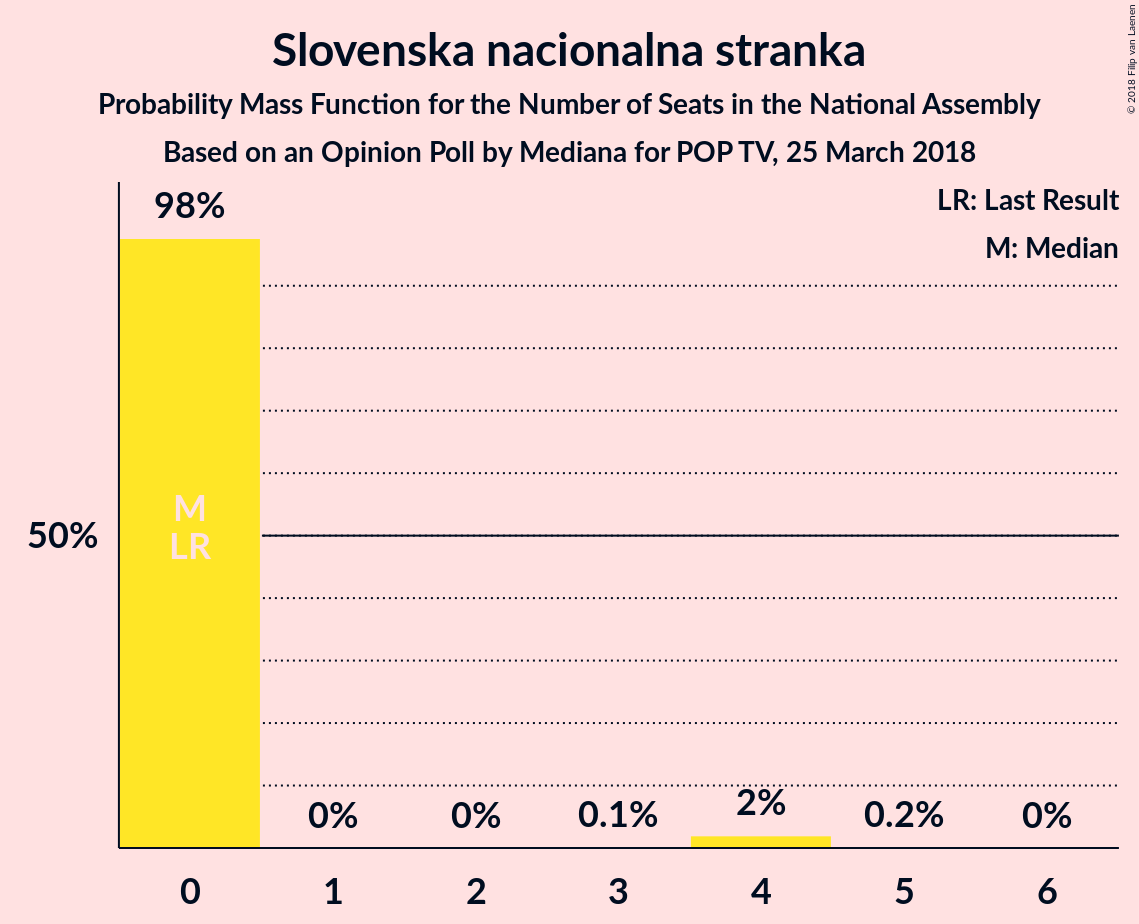 Slovenska nacionalna stranka
Probability Mass Function for the Number of Seats in the National Assembly
Based on an Opinion Poll by Mediana for POP TV, 25 March 2018
© 2018 Filip van Laenen
LR: Last Result
M: Median
98%
M
LR
50%
0%
0%
0.1%
2%
0.2%
0%
0
1
2
3
4
5
6